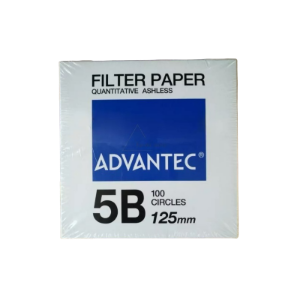 FILTER PAPER
QUANTITATIVE ASHLESS
ADVANTEC®
5B 100 CIRCLES 125mm